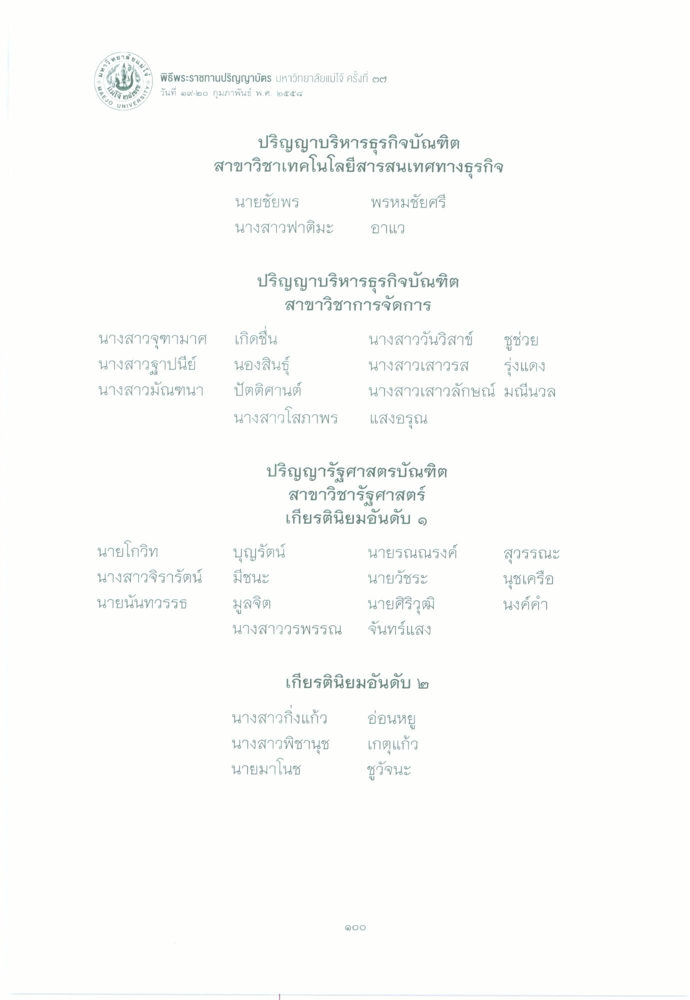 มหาวิทยาลัยแม่โจ้
แม่โจ้ ๒๔๗๗
MAEJO UNIVERSITY
พิธีพระราชทานปริญญาบัตร มหาวิทยาลัยแม่โจ้ ครั้งที่ ๓๗
วันที่ ๑๙-๒๐ กุมภาพันธ์ พ.ศ. ๒๕๕๘
ปริญญาบริหารธุรกิจบัณฑิต
สาขาวิชาเทคโนโลยีสารสนเทศทางธุรกิจ
นายชัยพร พรหมชัยศรี
นางสาวฟาติมะ อาแว
ปริญญาบริหารธุรกิจบัณฑิต
สาขาวิชาการจัดการ
นางสาวจุฑามาศ เกิดชื่น นางสาววันวิสาข์ ชูช่วย
นางสาวฐาปนีย์ นองสินธุ์ นางสาวเสาวรส รุ่งแดง
นางสาวมัณฑนา ปัตติศานต์ นางสาวเสาวลักษณ์ มณีนวล
นางสาวโสภาพร แสงอรุณ
ปริญญารัฐศาสตรบัณฑิต
สาขาวิชารัฐศาสตร์
เกียรตินิยมอันดับ ๑
นายโกวิท บุญรัตน์ นายรณณรงค์ สุวรรณะ
นางสาวจิรารัตน์ มีชนะ นายวัชระ นุชเครือ
นายนันทวรรธ มูลจิต นายศิริวุฒิ นงค์คำ
นางสาววรพรรณ จันทร์แสง
เกียรตินิยมอันดับ ๒
นางสาวกิ่งแก้ว อ่อนหยู
นางสาวพิชานุช เกตุแก้ว
นายมาโนช ชูวัจนะ
๑๐๐